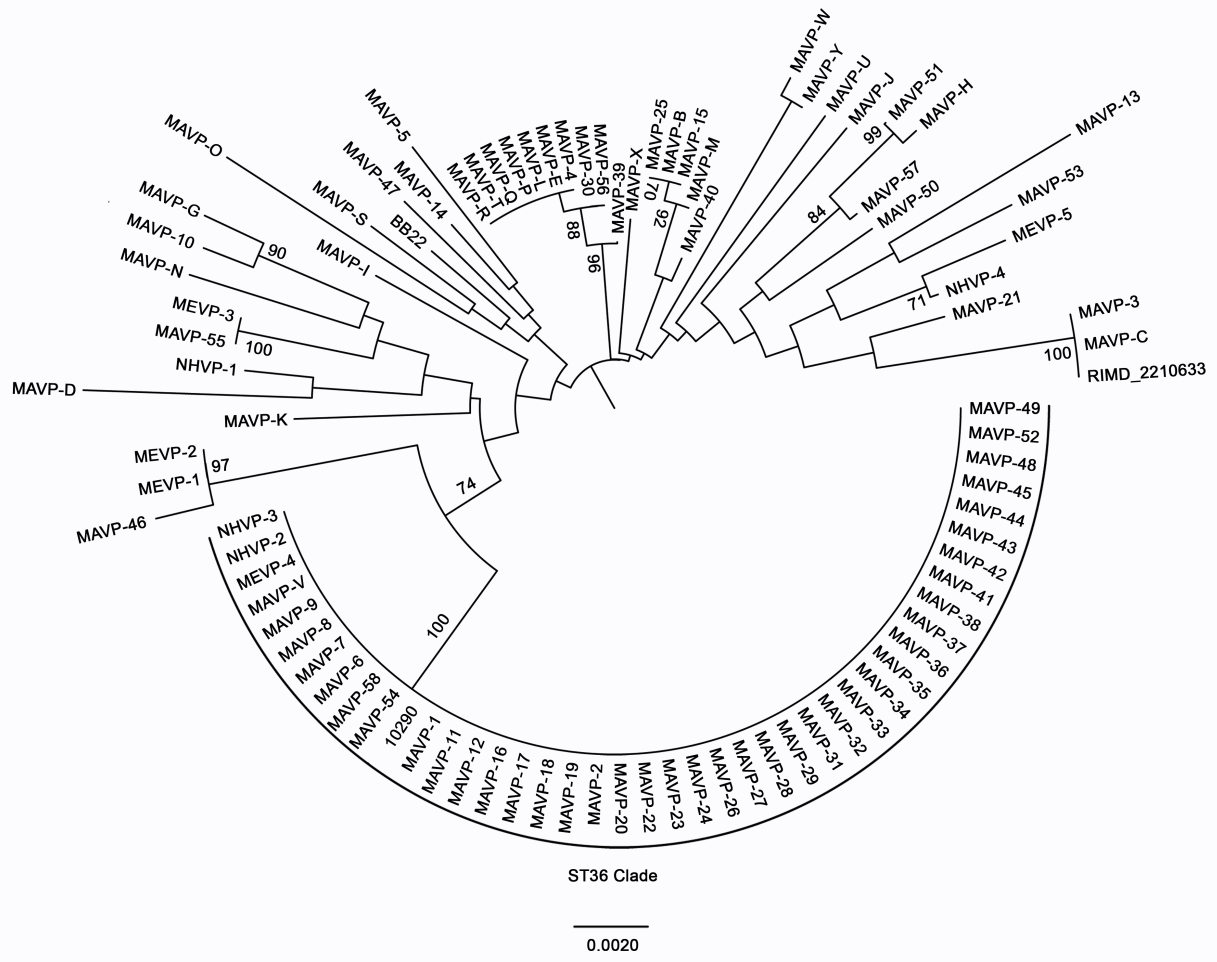 MAVP-W
MAVP-Y
MAVP-U
MAVP-J
MAVP-51
MAVP-H
99
MAVP-13
MAVP-57
84
MAVP-50
MAVP-53
MEVP-5
NHVP-4
71
MAVP-21
MAVP-3
MAVP-C
100
RIMD_2210633
MAVP-40
MAVP-M
MAVP-15
MAVP-B
MAVP-25
70
92
MAVP-X
MAVP-39
MAVP-56
MAVP-30
MAVP-4
MAVP-E
MAVP-L
MAVP-P
MAVP-Q
MAVP-T
MAVP-R
88
96
MAVP-5
MAVP-14
MAVP-47
BB22
MAVP-S
MAVP-O
MAVP-I
MAVP-G
90
MAVP-10
MAVP-N
MEVP-3
MAVP-55
100
NHVP-1
MAVP-D
MAVP-K
MEVP-2
97
MEVP-1
MAVP-46
74
100
NHVP-3
NHVP-2
MEVP-4
MAVP-V
MAVP-9
MAVP-8
MAVP-7
MAVP-6
MAVP-58
MAVP-54
10290
MAVP-1
MAVP-11
MAVP-12
MAVP-16
MAVP-17
MAVP-18
MAVP-19
MAVP-2
MAVP-20
MAVP-22
MAVP-23
MAVP-24
MAVP-26
MAVP-27
MAVP-28
MAVP-29
MAVP-31
MAVP-32
MAVP-33
MAVP-34
MAVP-35
MAVP-36
MAVP-37
MAVP-38
MAVP-41
MAVP-42
MAVP-43
MAVP-44
MAVP-45
MAVP-48
MAVP-52
MAVP-49
ST36 Clade
0.0020